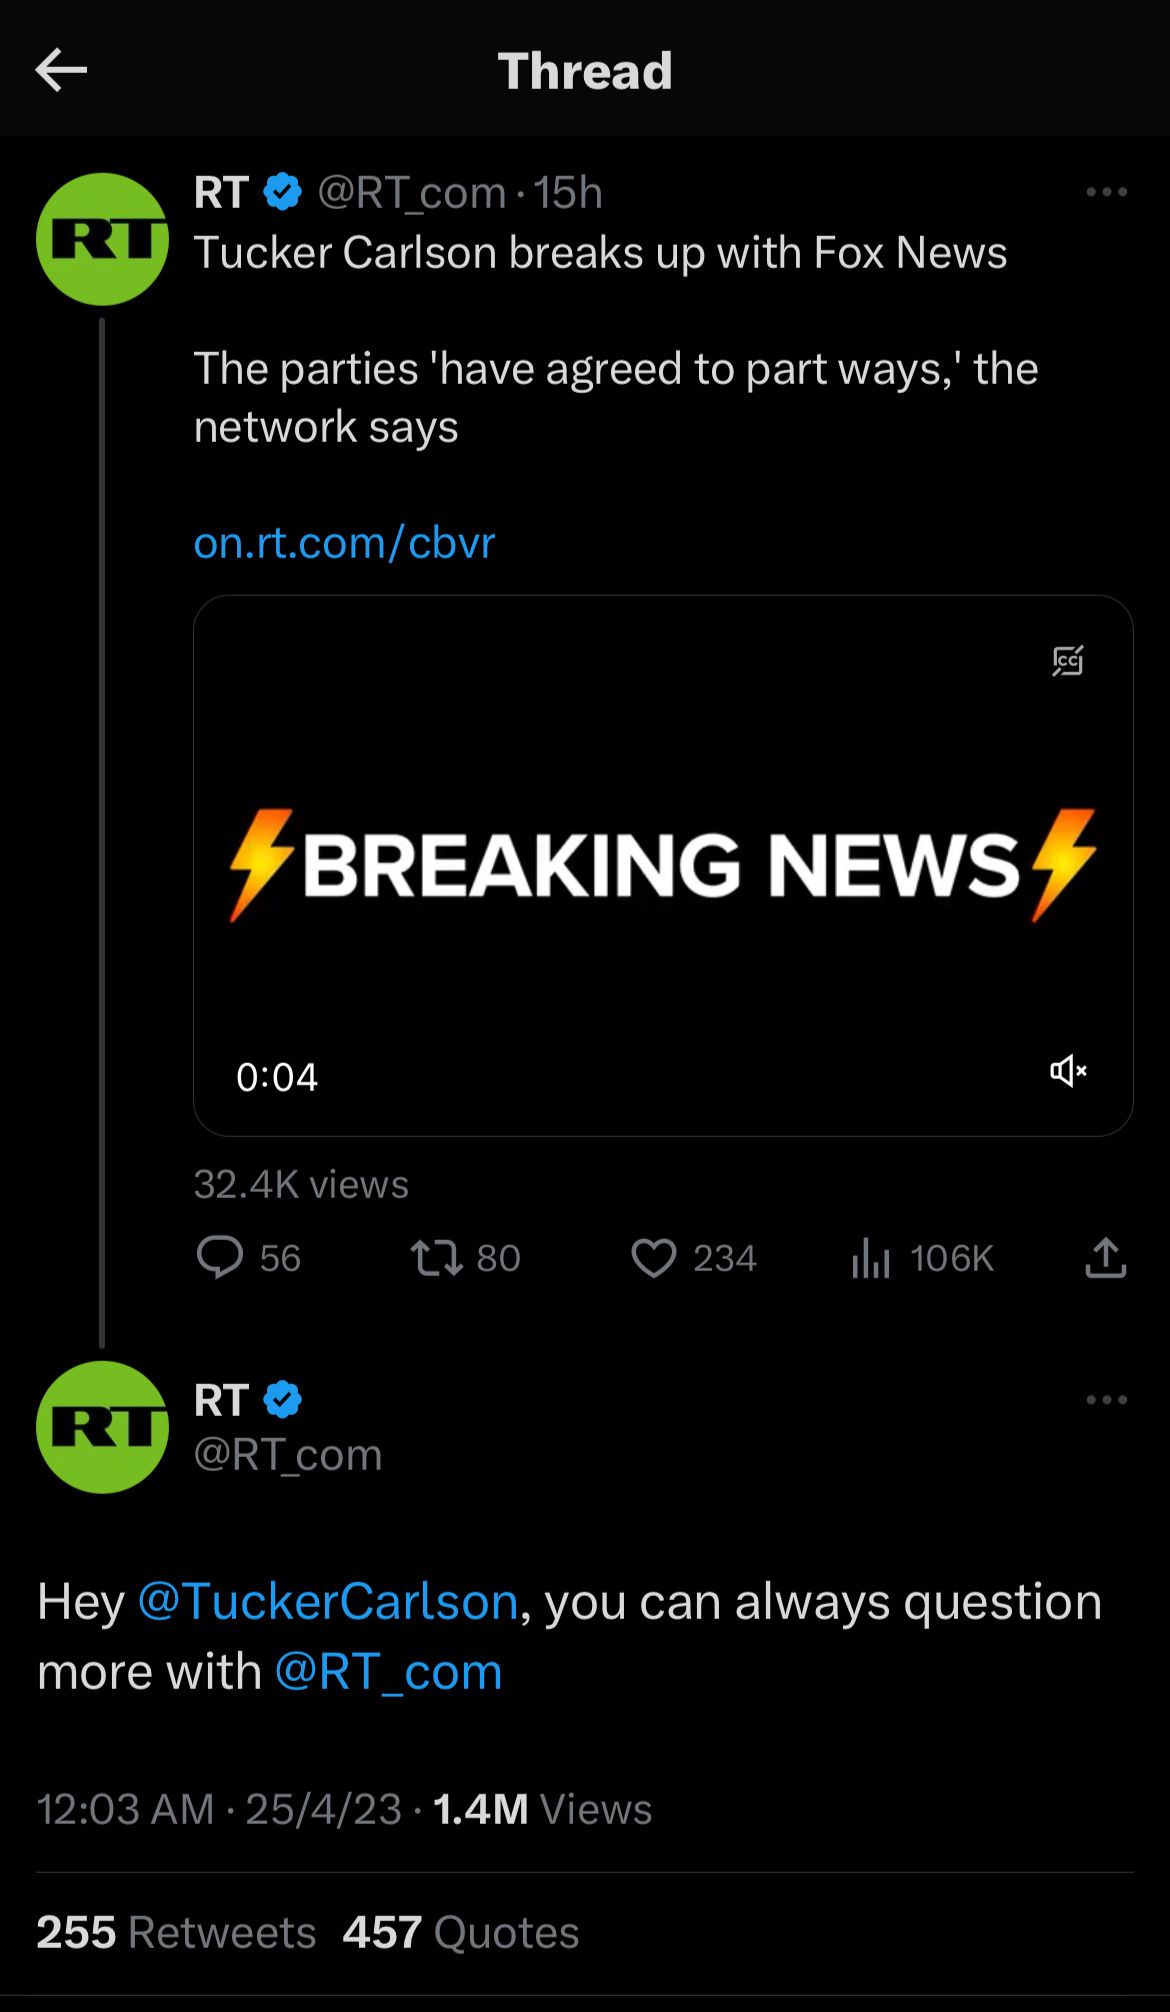 Thread
RT @RT_com · 15h
RT
Tucker Carlson breaks up with Fox News
The parties 'have agreed to part ways,' the
network says
on.rt.com/cbvr
CC
⚡BREAKING NEWS⚡
0:04
32.4K views
56 80 234 106K
RT
RT
@RT_com
Hey @TuckerCarlson, you can always question
more with @RT_com
12:03 AM · 25/4/23 · 1.4M Views
255 Retweets 457 Quotes